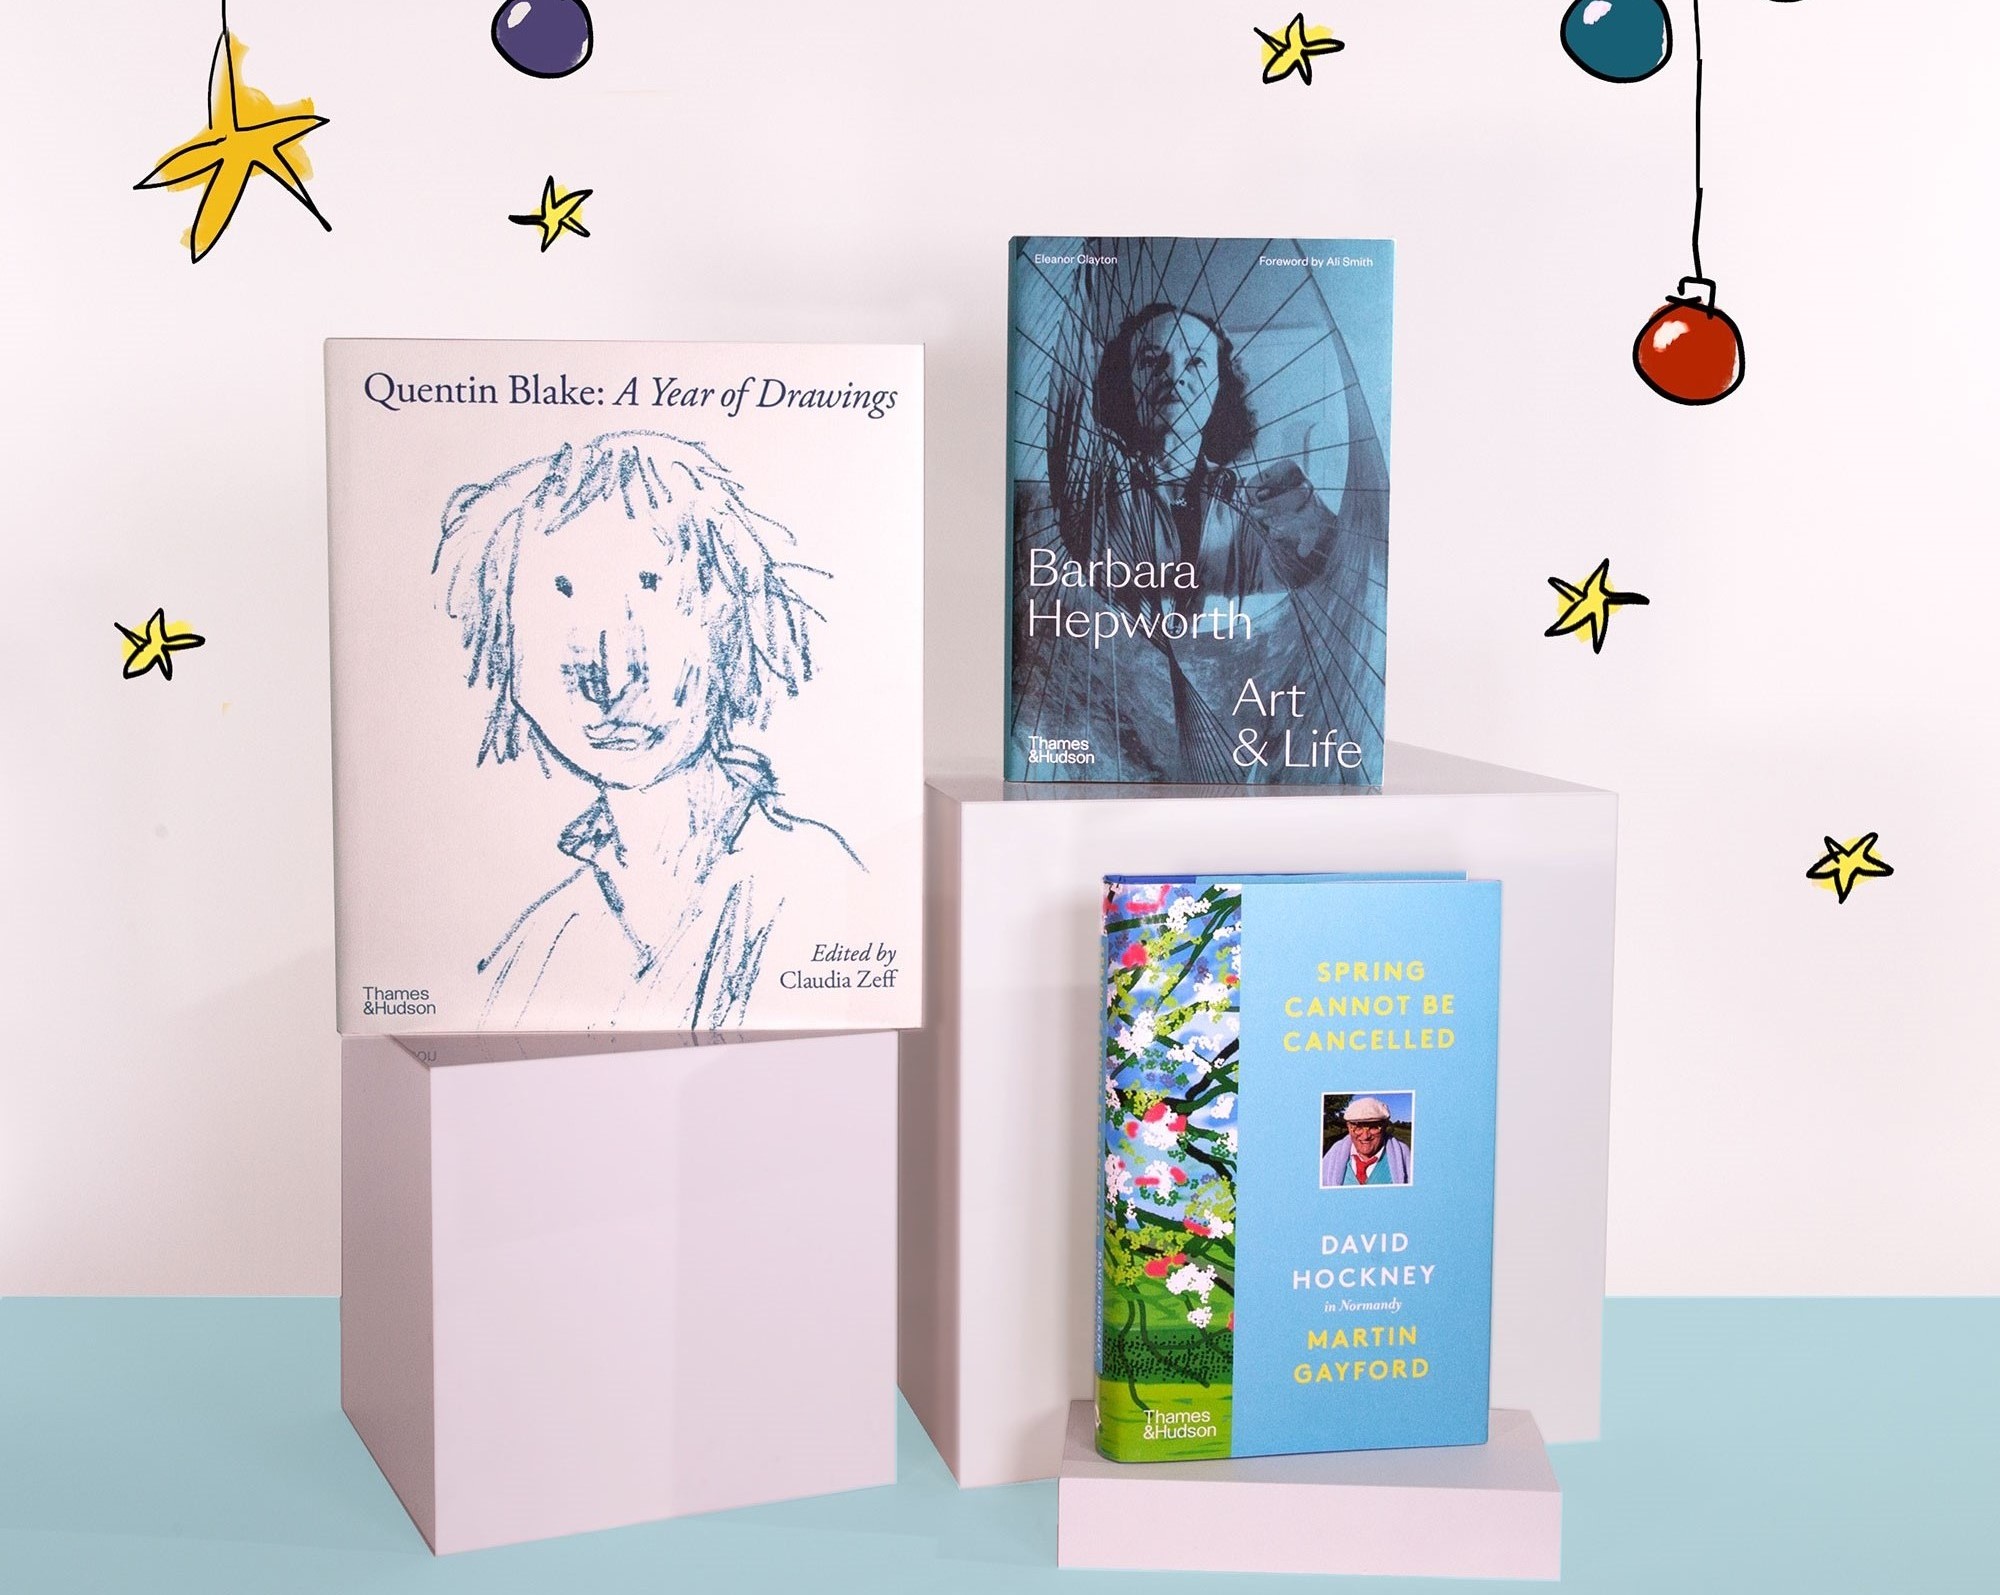 Quentin Blake: A Year of Drawings
Edited by
Claudia Zeff
Thames
&Hudson
Eleanor Clayton
Foreword by Ali Smith
Barbara
Hepworth
Art
& Life
Thames
&Hudson
SPRING
CANNOT BE
CANCELLED
DAVID
HOCKNEY
in Normandy
MARTIN
GAYFORD
Thames
&Hudson